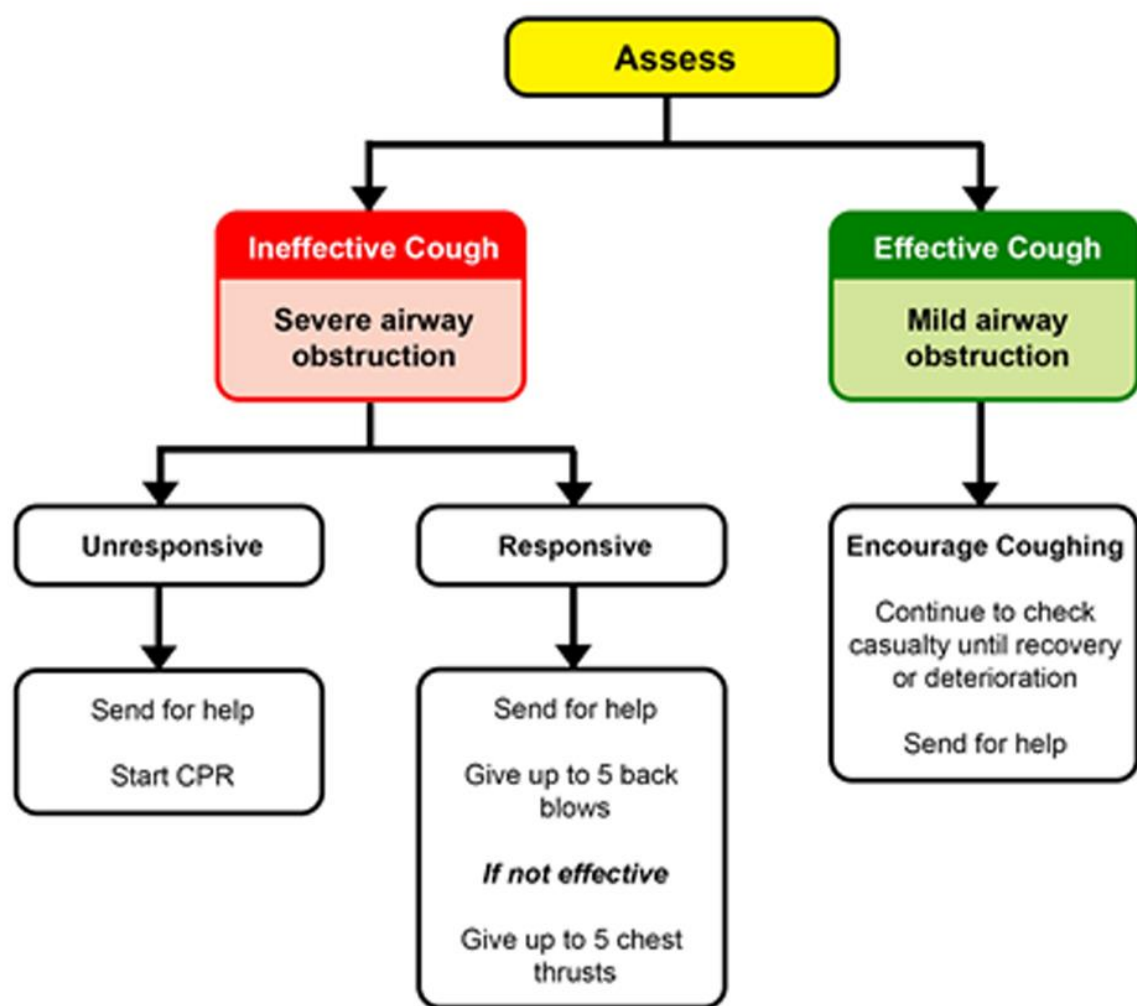 Assess
Ineffective Cough
Severe airway
obstruction
Effective Cough
Mild airway
obstruction
Unresponsive
Send for help
Start CPR
Responsive
Send for help
Give up to 5 back
blows
If not effective
Give up to 5 chest
thrusts
Encourage Coughing
Continue to check
casualty until recovery
or deterioration
Send for help